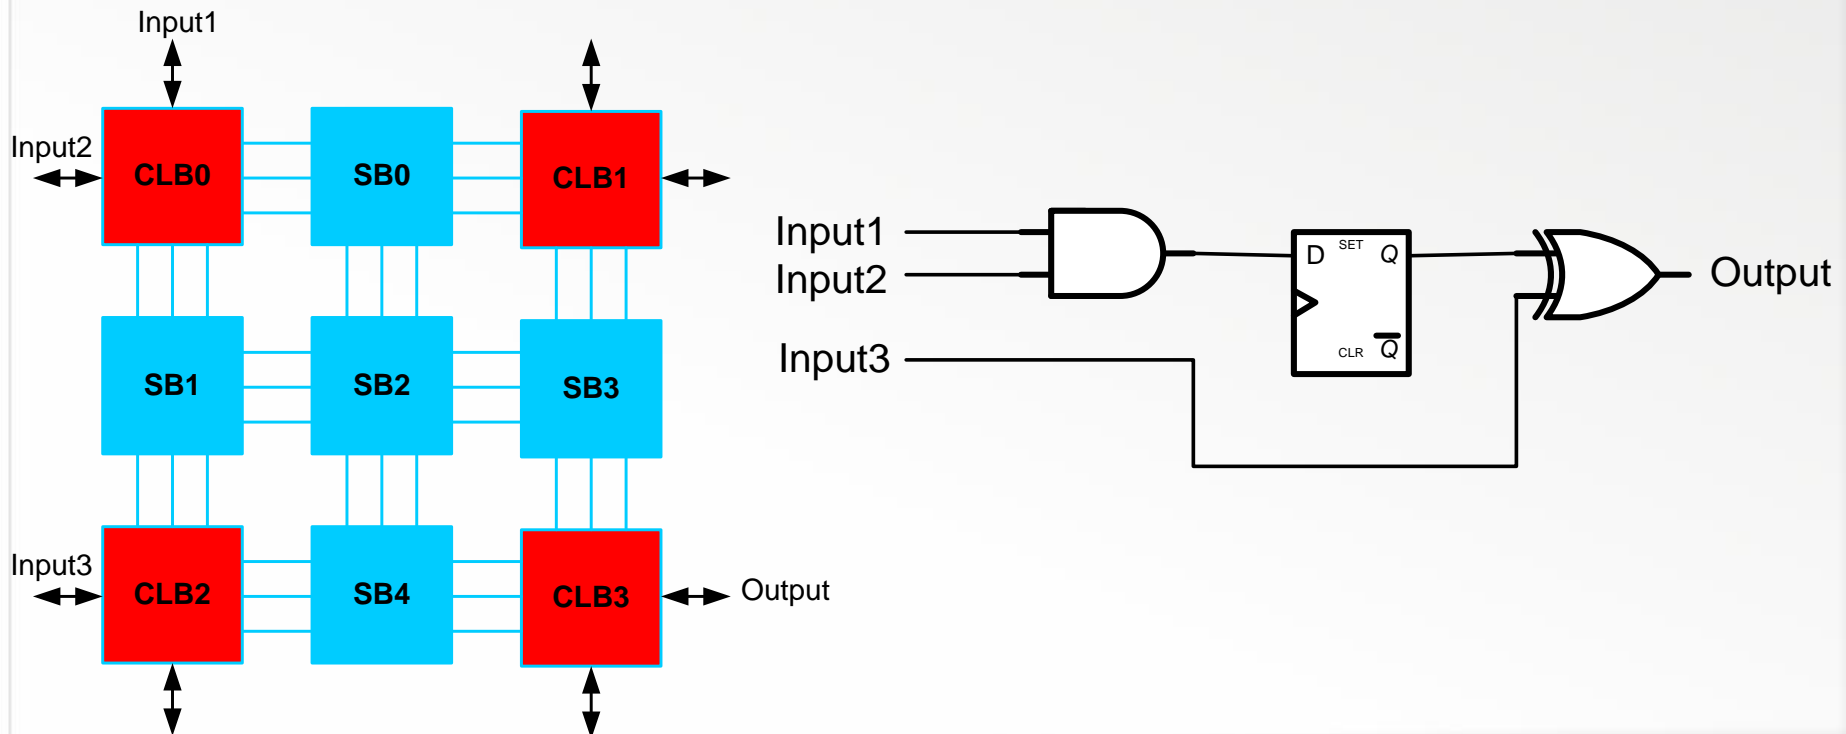 Input1
Input2
CLB0
SB0
CLB1
SB1
SB2
SB3
Input3
CLB2
SB4
CLB3
Output
Input1
Input2
Input3
D
SET
Q
CLR
Q
Output